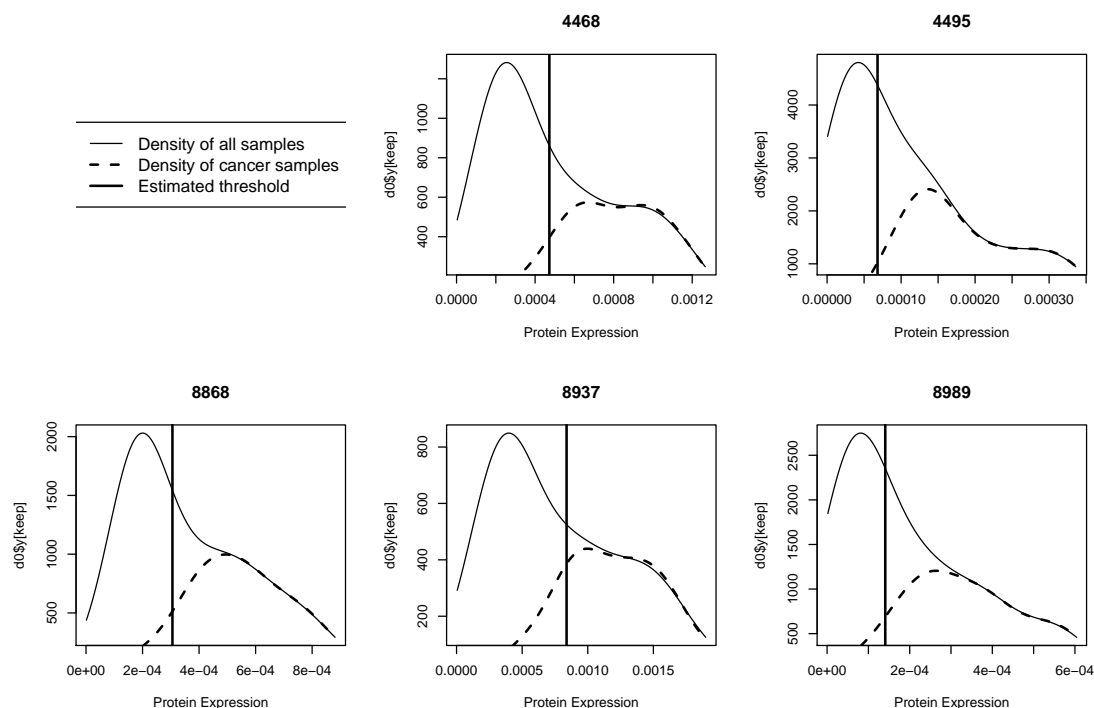 4468
4495
Density of all samples
Density of cancer samples
Estimated threshold
d0$y[keep]
400
600
800
1000
0.0000
0.0004
0.0008
0.0012
Protein Expression
d0$y[keep]
1000
2000
3000
4000
0.00000
0.00010
0.00020
0.00030
Protein Expression
8868
8937
8989
d0$y[keep]
500
1000
1500
2000
0e+00
2e-04
4e-04
6e-04
8e-04
Protein Expression
d0$y[keep]
200
400
600
800
0.0000
0.0005
0.0010
0.0015
Protein Expression
d0$y[keep]
500
1000
1500
2000
2500
0e+00
2e-04
4e-04
6e-04
Protein Expression